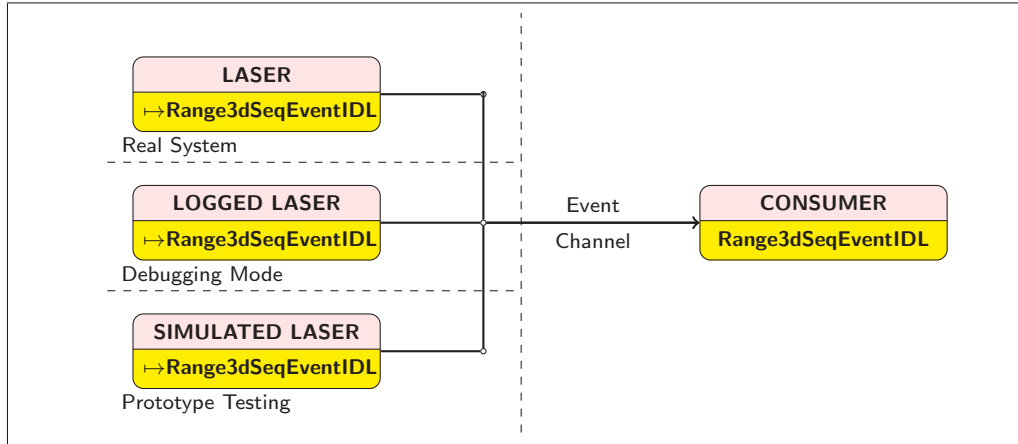 LASER
↦Range3dSeqEventIDL
Real System
LOGGED LASER
↦Range3dSeqEventIDL
Debugging Mode
SIMULATED LASER
↦Range3dSeqEventIDL
Prototype Testing
Event
Channel
CONSUMER
Range3dSeqEventIDL